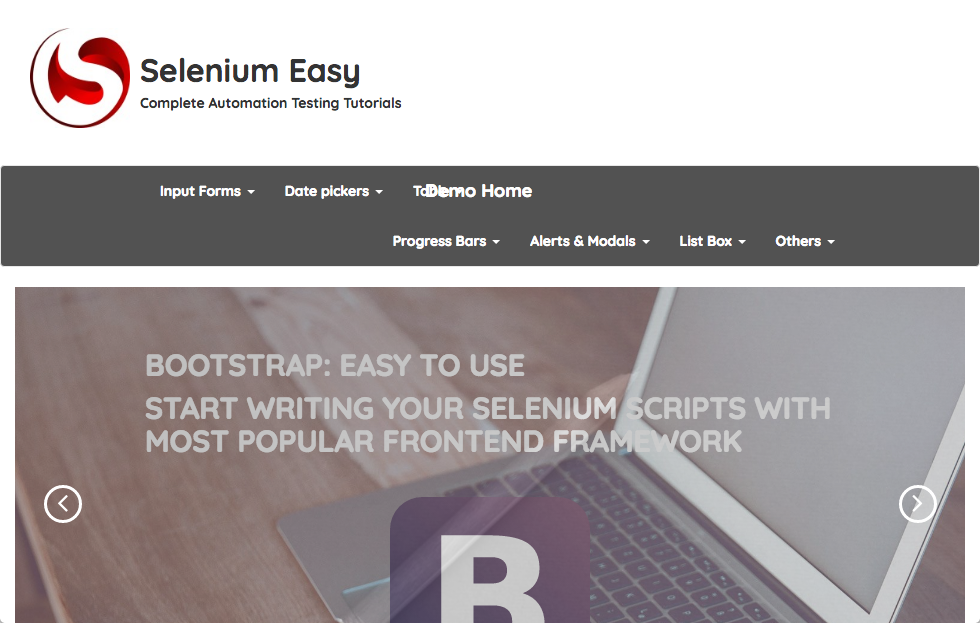 Selenium Easy
Complete Automation Testing Tutorials
Input Forms
Date pickers
Table
Demo Home
Progress Bars
Alerts & Modals
List Box
Others
BOOTSTRAP: EASY TO USE
START WRITING YOUR SELENIUM SCRIPTS WITH
MOST POPULAR FRONTEND FRAMEWORK
B